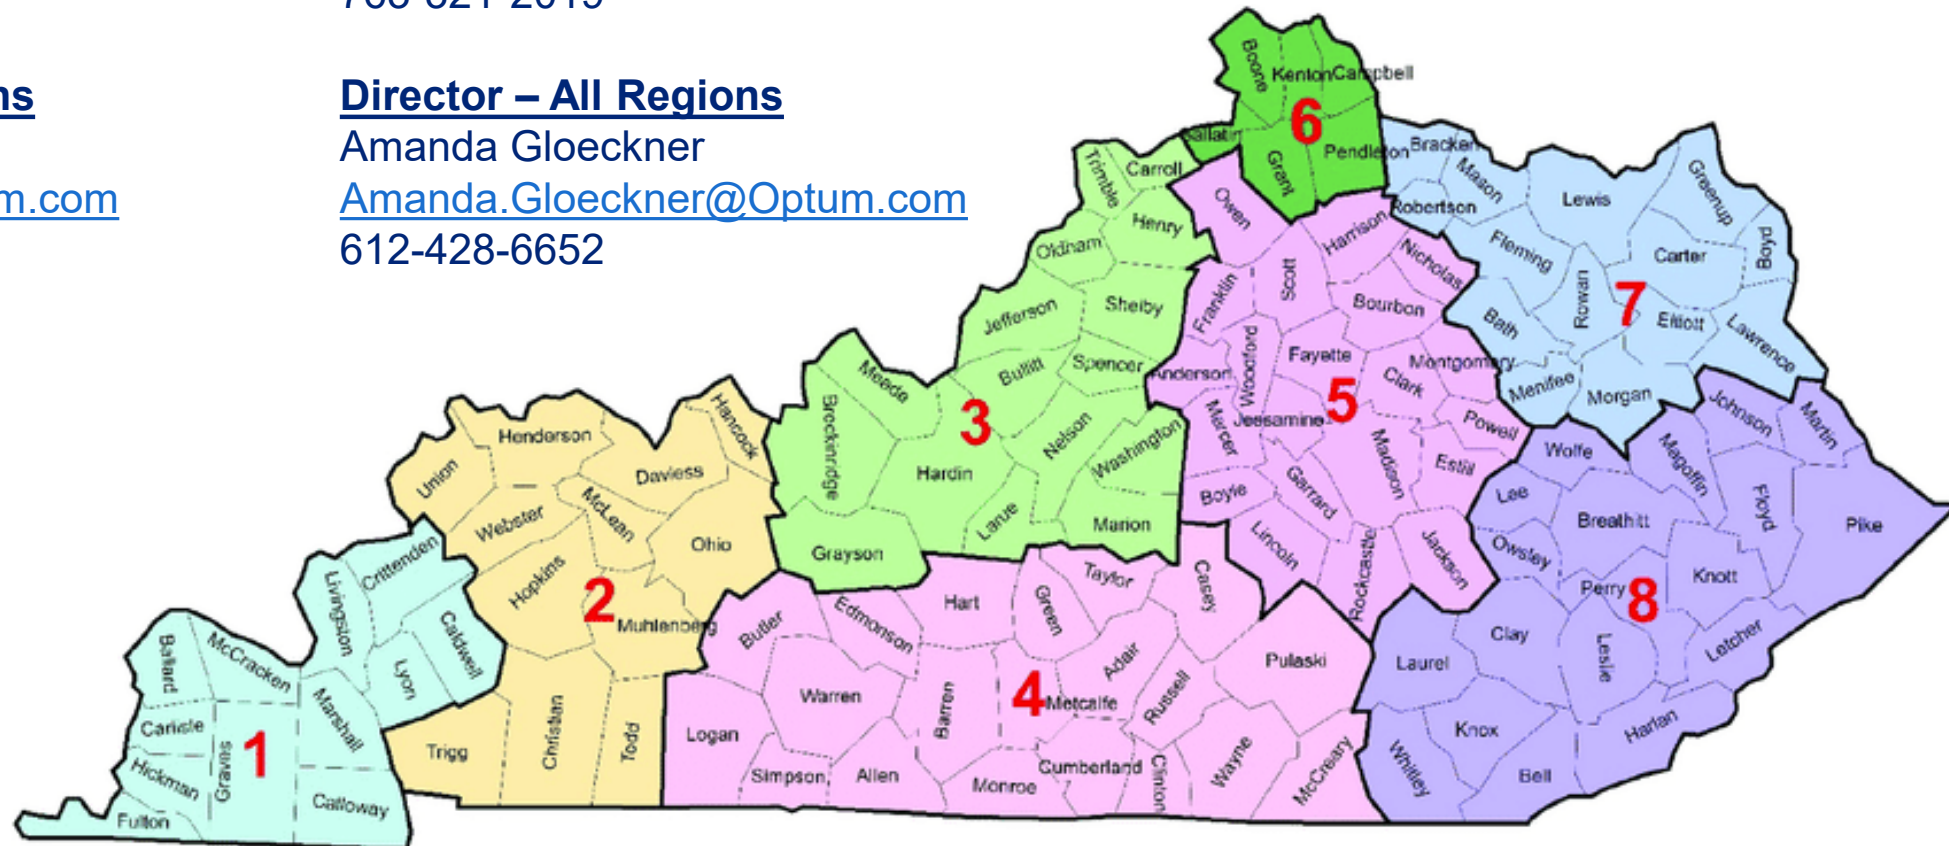 ns
m.com
Director – All Regions
Amanda Gloeckner
Amanda.Gloeckner@Optum.com
612-428-6652
Boone
Kenton
Campbell
6
Grant
Pendleton
Trimble
Carroll
Henry
Oldham
Jefferson
Shelby
Bullitt
Spencer
Meade
3
Breckinridge
Hardin
Nelson
Washington
Larue
Marion
Grayson
Owen
Harrison
Nicholas
Franklin
Scott
Bourbon
Woodford
Fayette
Montgomery
Anderson
Clark
5
Mercer
Jessamine
Powell
Madison
Estill
Boyle
Garrard
Lincoln
Rockcastle
Jackson
Bracken
Mason
Robertson
Lewis
Greenup
Fleming
Carter
Boyd
Rowan
7
Bath
Elliott
Lawrence
Menifee
Morgan
Johnson
Martin
Wolfe
Magoffin
Lee
Floyd
Breathitt
Pike
Owsley
Perry
8
Knott
Clay
Leslie
Letcher
Laurel
Knox
Harlan
Whitley
Bell
Hancock
Henderson
Union
Daviess
McLean
Webster
Ohio
Hopkins
2
Muhlenberg
Trigg
Christian
Todd
Crittenden
Livingston
Caldwell
Lyon
Ballard
McCracken
Marshall
Carlisle
1
Graves
Hickman
Calloway
Fulton
Butler
Edmonson
Hart
Green
Taylor
Casey
Adair
Pulaski
Warren
Barren
4
Metcalfe
Russell
Logan
Simpson
Allen
Monroe
Cumberland
Clinton
Wayne
McCreary